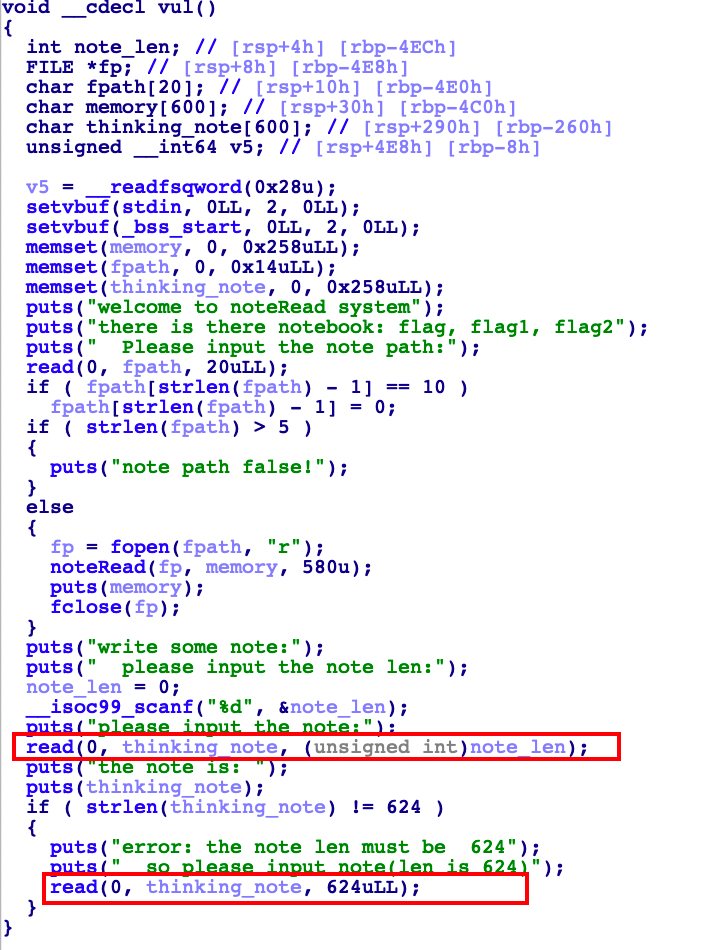 void __cdecl vul()
{
  int note_len; // [rsp+4h] [rbp-4ECh]
  FILE *fp; // [rsp+8h] [rbp-4E8h]
  char fpath[20]; // [rsp+10h] [rbp-4E0h]
  char memory[600]; // [rsp+30h] [rbp-4C0h]
  char thinking_note[600]; // [rsp+290h] [rbp-260h]
  unsigned __int64 v5; // [rsp+4E8h] [rbp-8h]

  v5 = __readfsqword(0x28u);
  setvbuf(stdin, 0LL, 2, 0LL);
  setvbuf(_bss_start, 0LL, 2, 0LL);
  memset(memory, 0, 0x258uLL);
  memset(fpath, 0, 0x14uLL);
  memset(thinking_note, 0, 0x258uLL);
  puts("welcome to noteRead system");
  puts("there is there notebook: flag, flag1, flag2");
  puts("  Please input the note path:");
  read(0, fpath, 20uLL);
  if ( fpath[strlen(fpath) - 1] == 10 )
    fpath[strlen(fpath) - 1] = 0;
  if ( strlen(fpath) > 5 )
  {
    puts("note path false!");
  }
  else
  {
    fp = fopen(fpath, "r");
    noteRead(fp, memory, 580u);
    puts(memory);
    fclose(fp);
  }
  puts("write some note:");
  puts("  please input the note len:");
  note_len = 0;
  __isoc99_scanf("%d", &note_len);
  puts("please input the note:");
  read(0, thinking_note, (unsigned int)note_len);
  puts("the note is: ");
  puts(thinking_note);
  if ( strlen(thinking_note) != 624 )
  {
    puts("error: the note len must be  624");
    puts("  so please input note(len is 624)");
    read(0, thinking_note, 624uLL);
  }
}